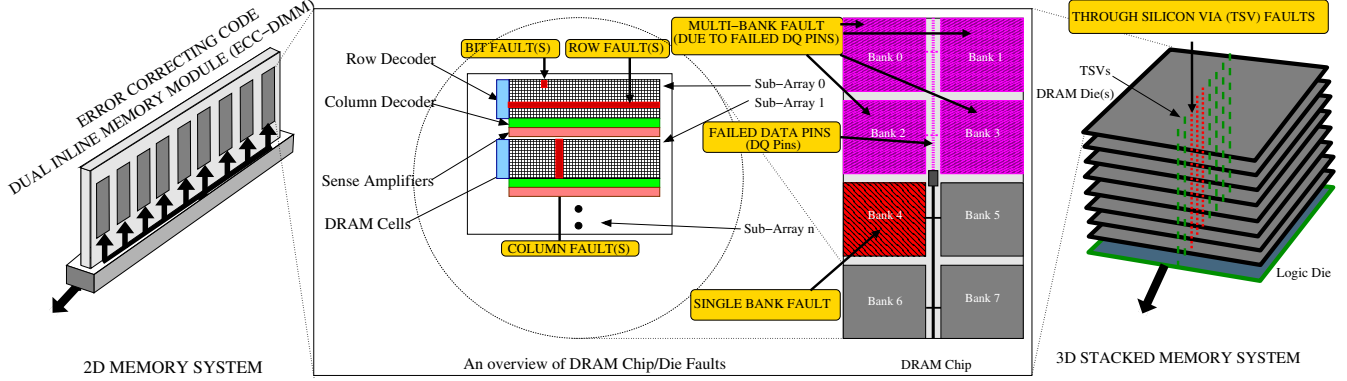 ERROR CORRECTING CODE
DUAL INLINE MEMORY MODULE (ECC−DIMM)
2D MEMORY SYSTEM
BIT FAULT(S)
ROW FAULT(S)
Row Decoder
Column Decoder
Sense Amplifiers
DRAM Cells
Sub−Array 0
Sub−Array 1
Sub−Array n
COLUMN FAULT(S)
An overview of DRAM Chip/Die Faults
MULTI−BANK FAULT
(DUE TO FAILED DQ PINS)
FAILED DATA PINS
(DQ Pins)
SINGLE BANK FAULT
Bank 0
Bank 1
Bank 2
Bank 3
Bank 4
Bank 5
Bank 6
Bank 7
DRAM Chip
THROUGH SILICON VIA (TSV) FAULTS
TSVs
DRAM Die(s)
Logic Die
3D STACKED MEMORY SYSTEM